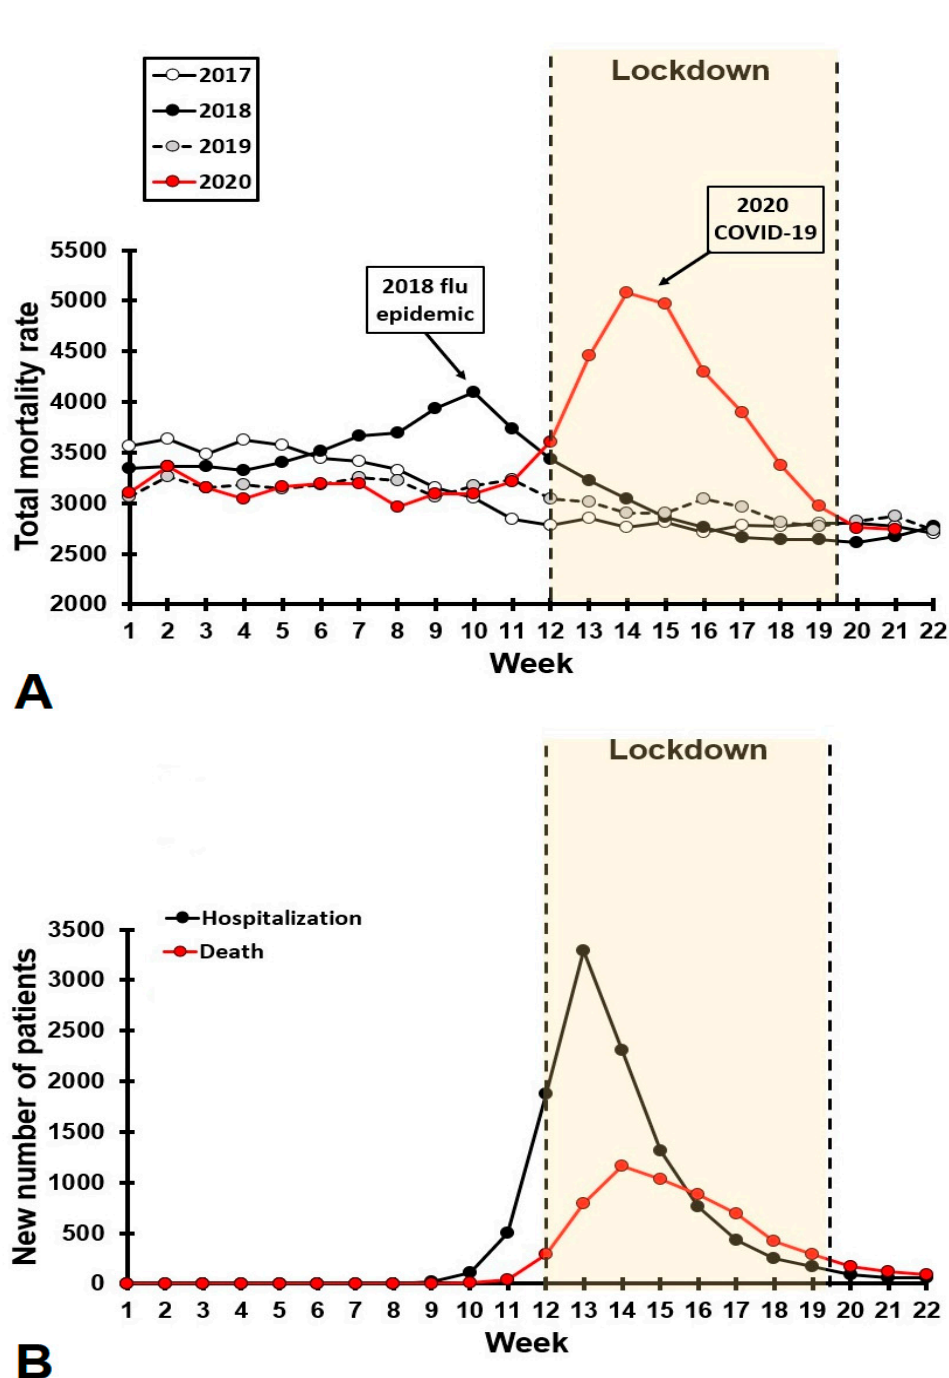 2017
2018
2019
2020
Lockdown
2020
COVID-19
2018 flu
epidemic
Total mortality rate
5500
5000
4500
4000
3500
3000
2500
2000
1 2 3 4 5 6 7 8 9 10 11 12 13 14 15 16 17 18 19 20 21 22
Week
A
Lockdown
Hospitalization
Death
New number of patients
3500
3000
2500
2000
1500
1000
500
0
1 2 3 4 5 6 7 8 9 10 11 12 13 14 15 16 17 18 19 20 21 22
Week
B